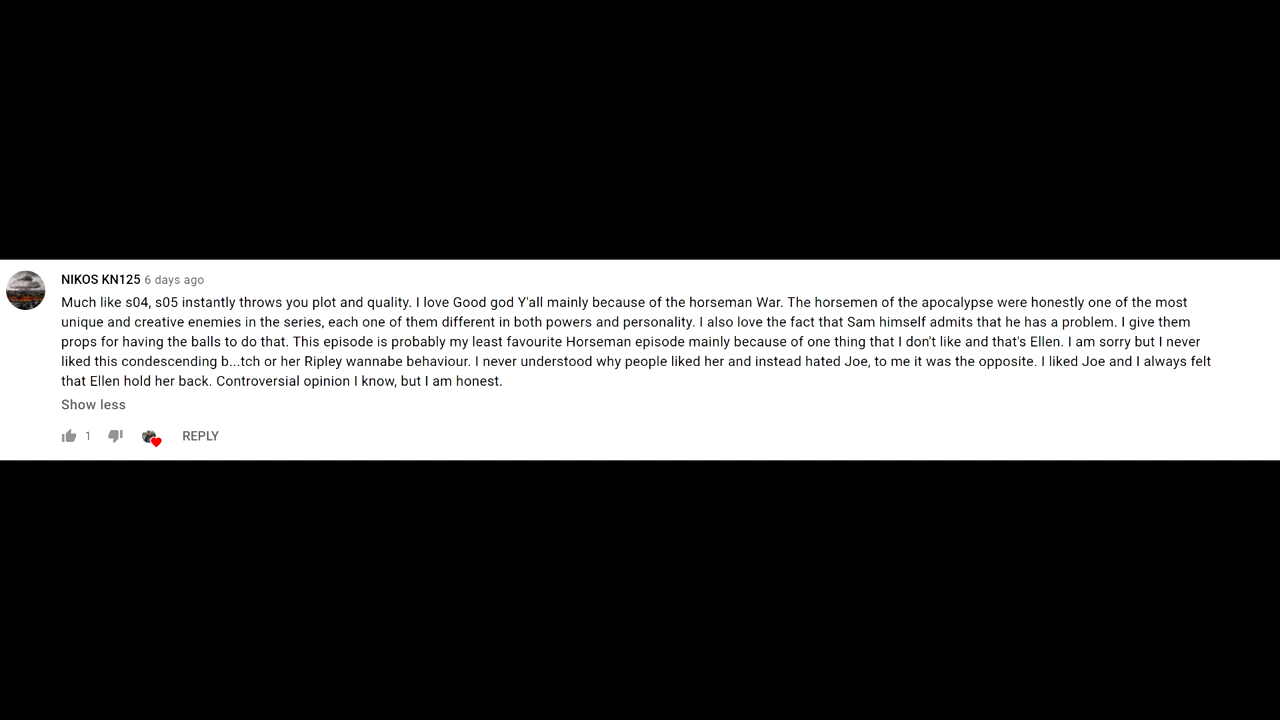 NIKOS KN125 6 days ago
Much like s04, s05 instantly throws you plot and quality. I love Good god Y'all mainly because of the horseman War. The horsemen of the apocalypse were honestly one of the most
unique and creative enemies in the series, each one of them different in both powers and personality. I also love the fact that Sam himself admits that he has a problem. I give them
props for having the balls to do that. This episode is probably my least favourite Horseman episode mainly because of one thing that I don't like and that's Ellen. I am sorry but I never
liked this condescending b...tch or her Ripley wannabe behaviour. I never understood why people liked her and instead hated Joe, to me it was the opposite. I liked Joe and I always felt
that Ellen hold her back. Controversial opinion I know, but I am honest.
Show less
1 REPLY